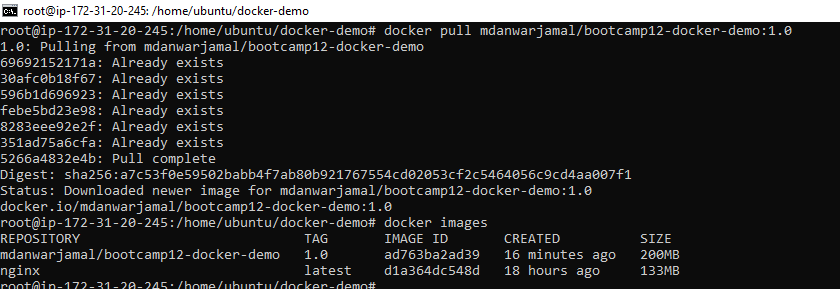 root@ip-172-31-20-245: /home/ubuntu/docker-demo
root@ip-172-31-20-245:/home/ubuntu/docker-demo# docker pull mdanwarjamal/bootcamp12-docker-demo:1.0
1.0: Pulling from mdanwarjamal/bootcamp12-docker-demo
69692152171a: Already exists
30afc0b18f67: Already exists
596b1d696923: Already exists
febe5bd23e98: Already exists
8283eee92e2f: Already exists
351ad75a6cfa: Already exists
5266a4832e4b: Pull complete
Digest: sha256:a7c53f0e59502babb4f7ab80b921767554cd02053cf2c5464056c9cd4aa007f1
Status: Downloaded newer image for mdanwarjamal/bootcamp12-docker-demo:1.0
docker.io/mdanwarjamal/bootcamp12-docker-demo:1.0
root@ip-172-31-20-245:/home/ubuntu/docker-demo# docker images
REPOSITORY TAG IMAGE ID CREATED SIZE
mdanwarjamal/bootcamp12-docker-demo 1.0 ad763ba2ad39 16 minutes ago 200MB
nginx latest d1a364dc548d 18 hours ago 133MB
root@ip-172-31-20-245:/home/ubuntu/docker-demo#